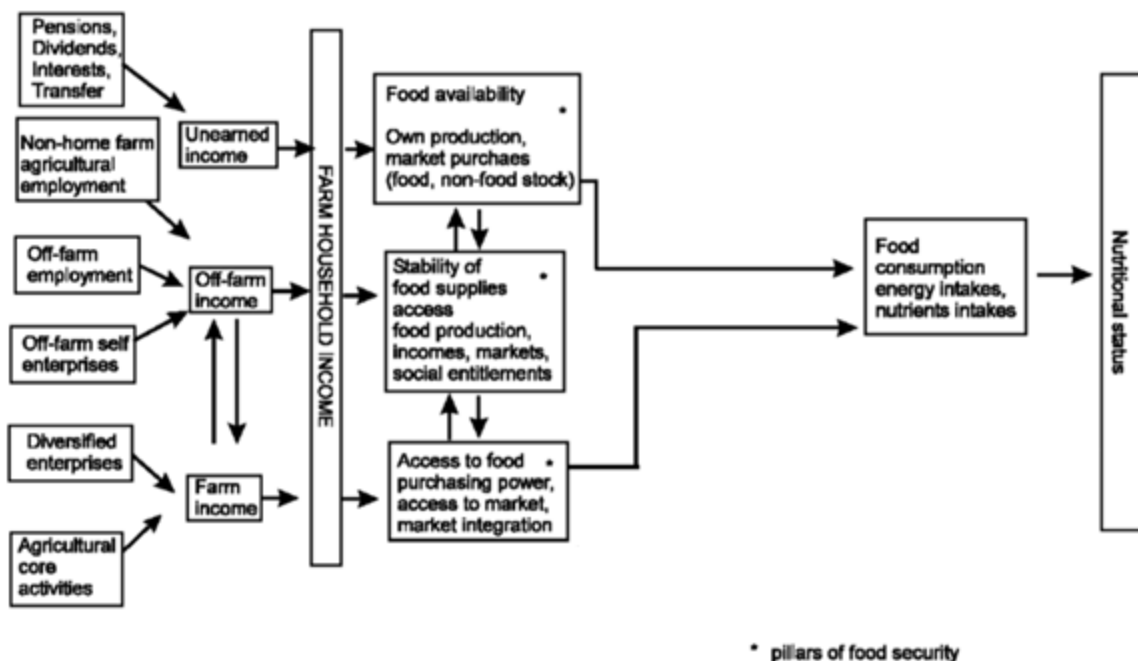 Pensions,
Dividends,
Interests,
Transfer
Non-home farm
agricultural
employment
Off-farm
employment
Off-farm self
enterprises
Diversified
enterprises
Agricultural
core
activities
Unearned
income
Off-farm
income
Farm
income
FARM HOUSEHOLD INCOME
Food availability
*
Own production,
market purchaes
(food, non-food stock)
Stability of
food supplies *
access
food production,
incomes, markets,
social entitlements
Access to food *
purchasing power,
access to market,
market integration
Food
consumption
energy intakes,
nutrients intakes
Nutritional status
* pillars of food security